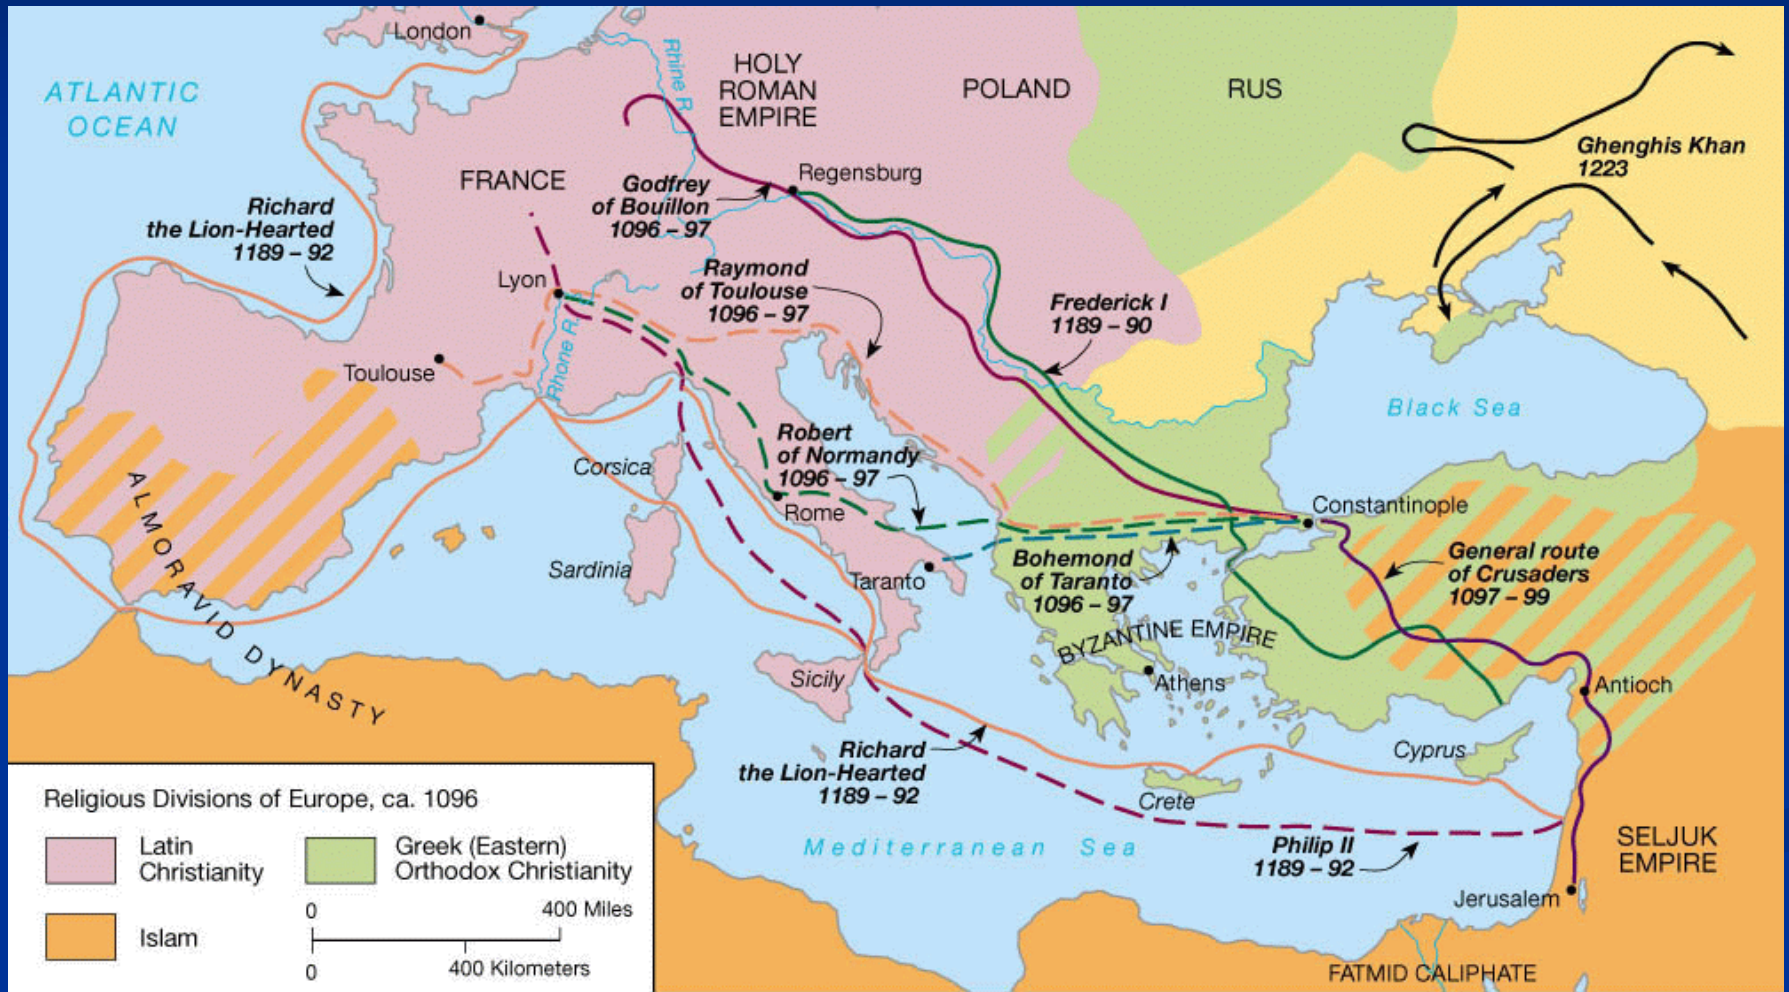 London
ATLANTIC
OCEAN
Rhine R.
HOLY
ROMAN
EMPIRE
POLAND
RUS
Ghenghis Khan
1223
FRANCE
Regensburg
Godfrey
of Bouillon
1096 – 97
Richard
the Lion-Hearted
1189 – 92
Lyon
Raymond
of Toulouse
1096 – 97
Frederick I
1189 – 90
Toulouse
Rhone R.
Black Sea
Robert
of Normandy
1096 – 97
Corsica
Rome
Constantinople
ALMORAVID DYNASTY
Sardinia
Taranto
Bohemond
of Taranto
1096 – 97
General route
of Crusaders
1097 – 99
BYZANTINE EMPIRE
Athens
Sicily
Antioch
Richard
the Lion-Hearted
1189 – 92
Cyprus
Crete
Mediterranean Sea
Philip II
1189 – 92
SELJUK
EMPIRE
Jerusalem
FATMID CALIPHATE
Religious Divisions of Europe, ca. 1096
Latin
Christianity
Greek (Eastern)
Orthodox Christianity
Islam
0 400 Miles
0 400 Kilometers